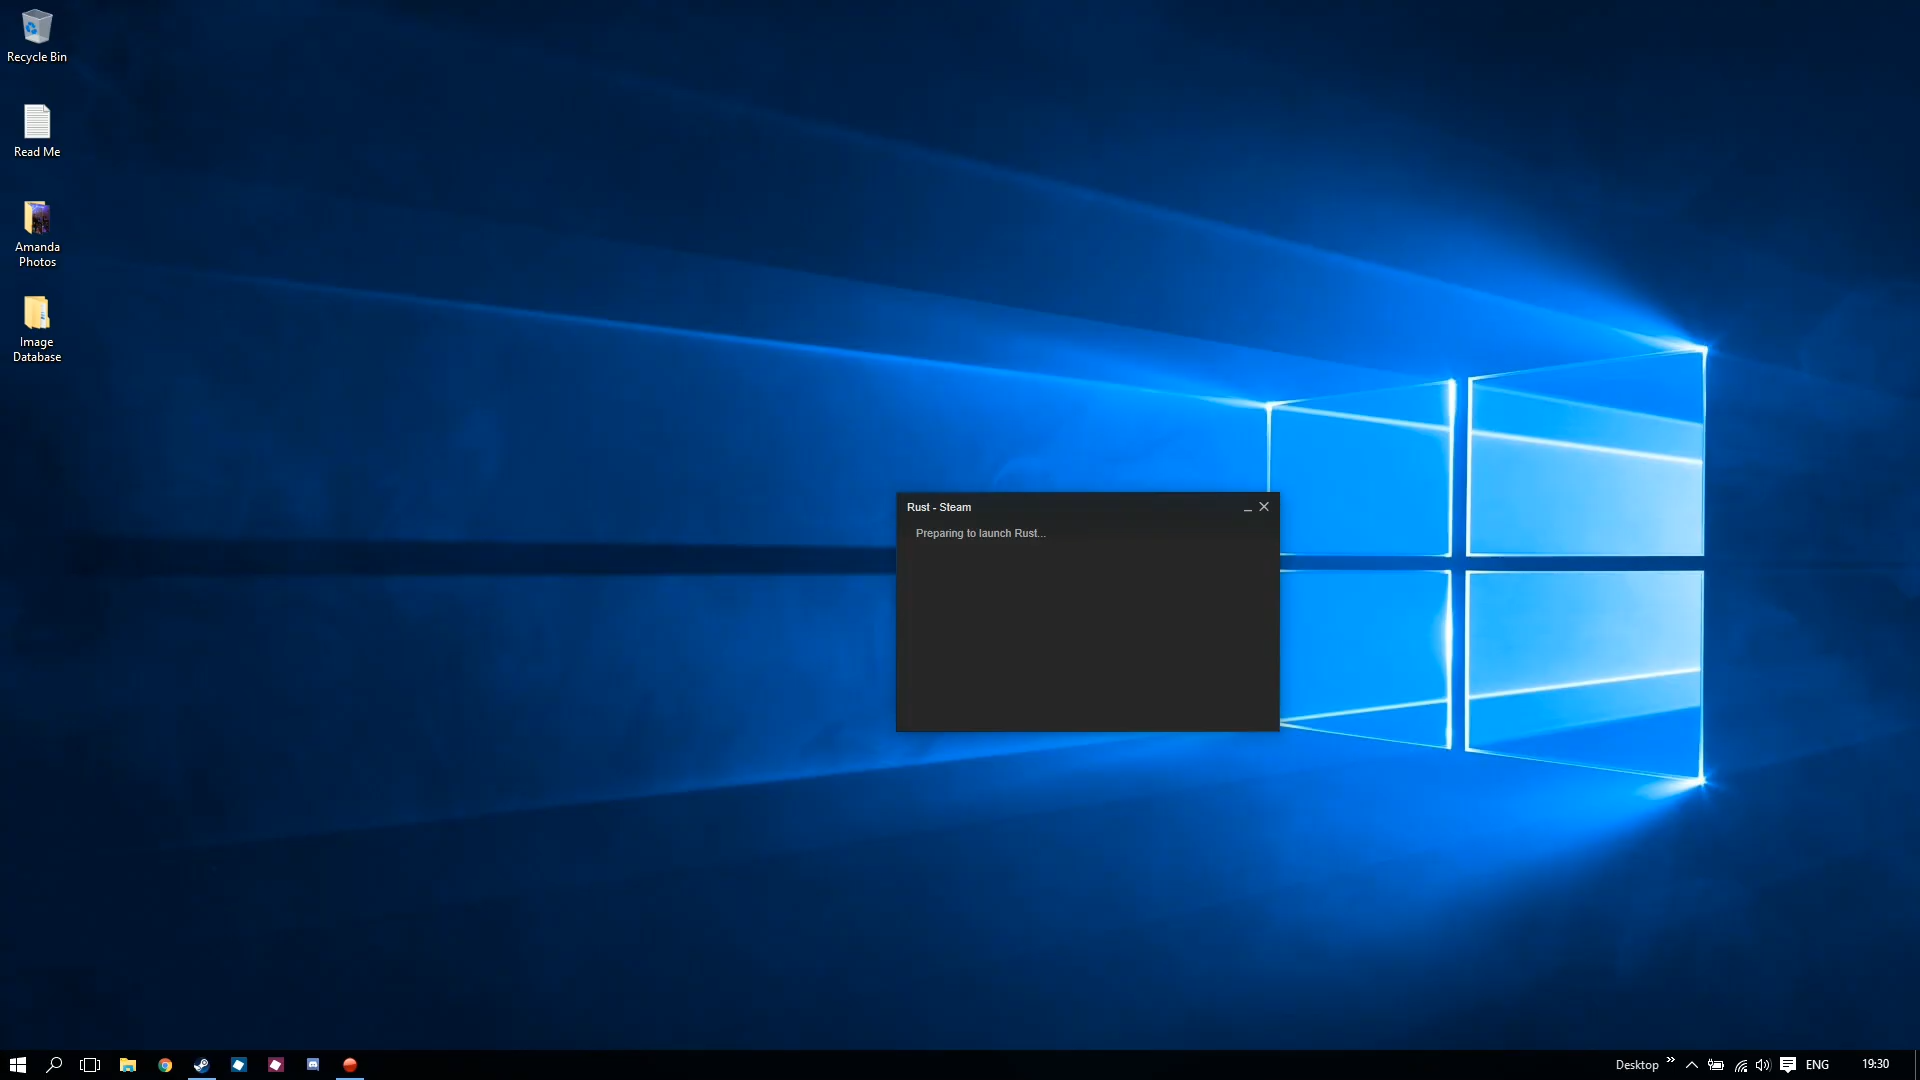 Recycle Bin
Read Me
Amanda
Photos
Image
Database
Rust - Steam
Preparing to launch Rust...
Desktop
ENG
19:30